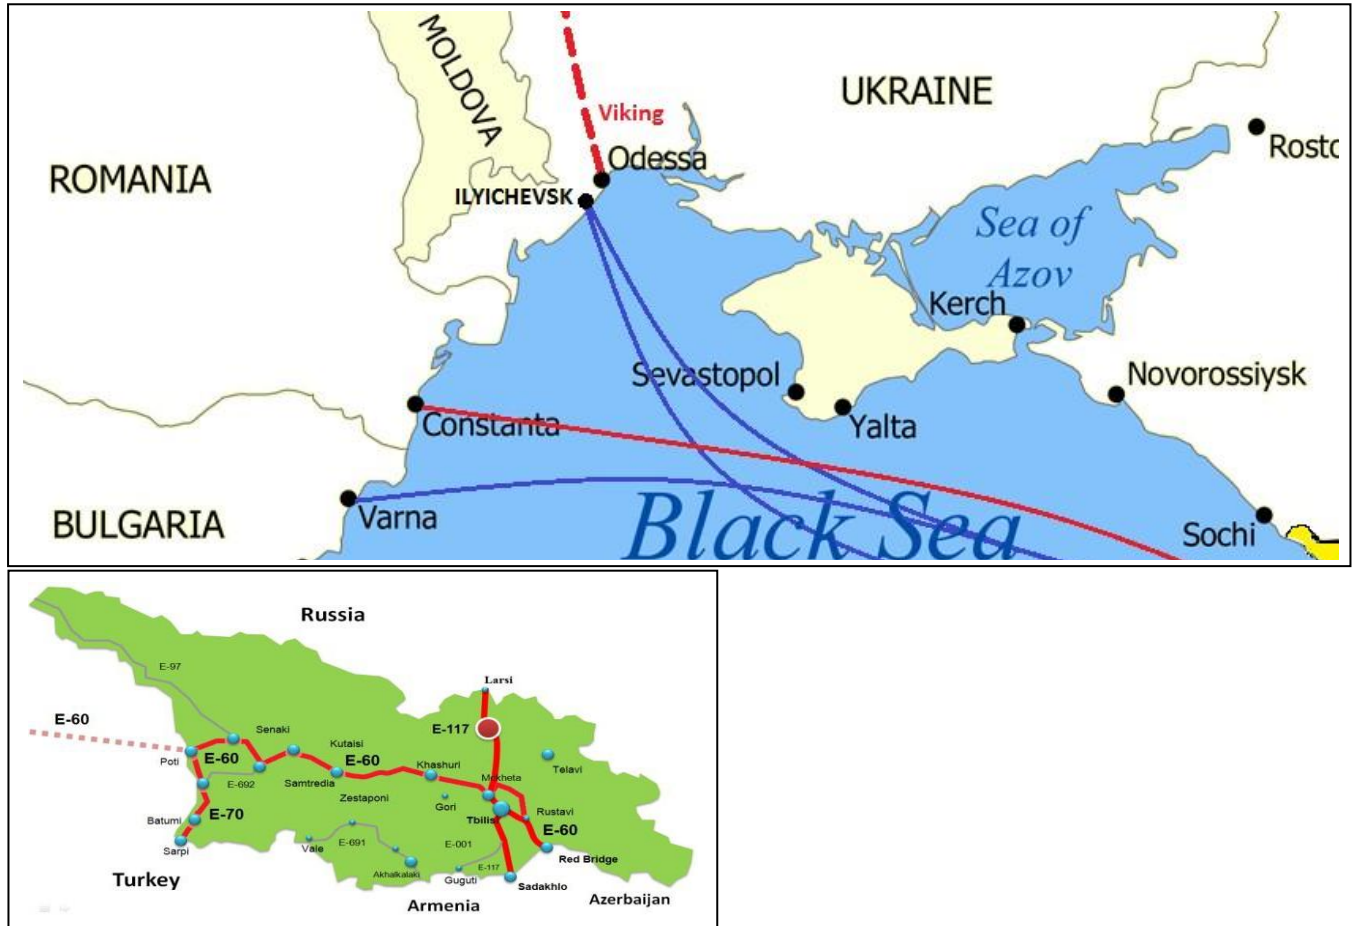 MOLDOVA
UKRAINE
Viking
Odessa
Rosto
ROMANIA
ILYICHEVSK
Sea of
Azov
Kerch
Sevastopol
Novorossiysk
Constanta
Yalta
Varna
Black Sea
BULGARIA
Sochi
Russia
E-97
Larsi
E-60
Senaki
E-117
Kutaisi
Poti
E-60
E-60
Khashuri
Telavi
E-692
Samtredia
Mckheta
Zestaponi
Gori
Rustavi
Batumi
E-70
Tbilisi
E-60
Sarpi
Vale
E-691
E-001
Red Bridge
Akhalkalaki
E-117
Guguti
Sadakhlo
Turkey
Armenia
Azerbaijan